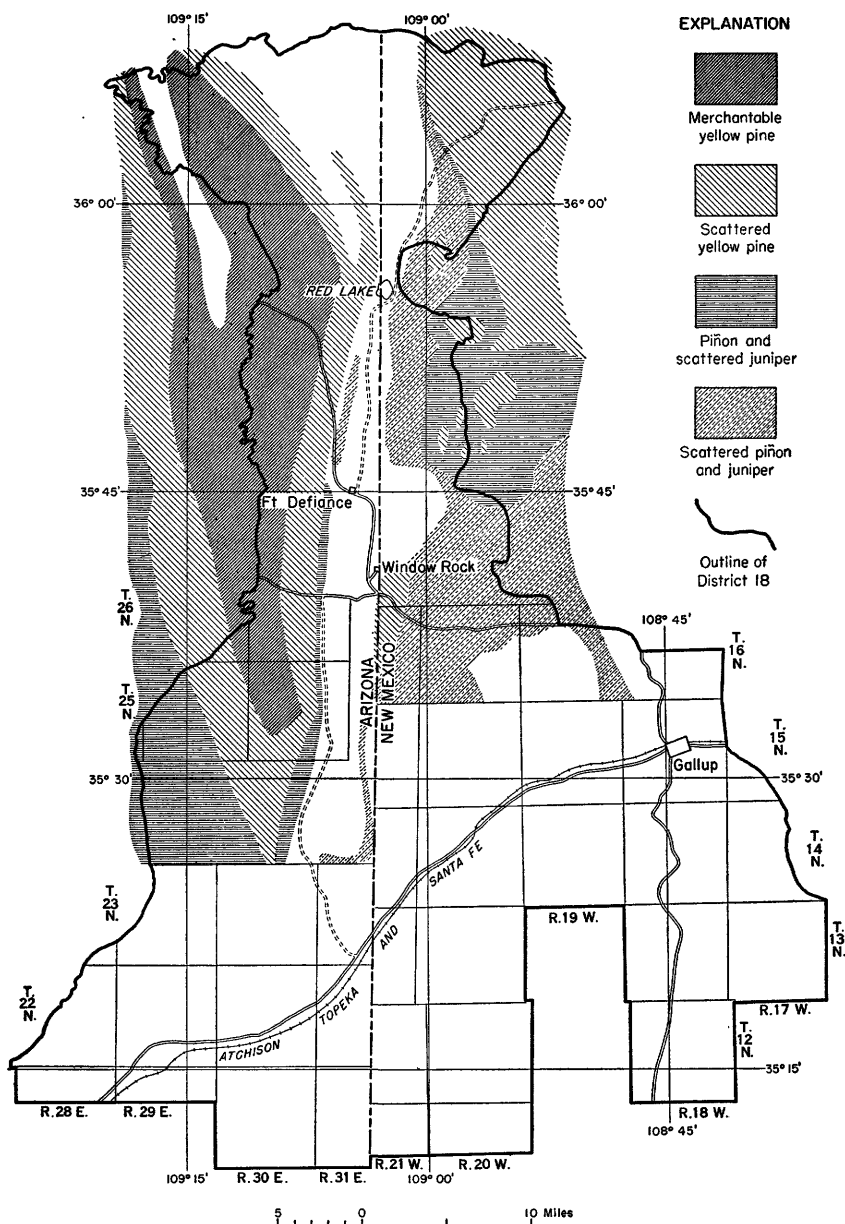 109° 15'
109° 00'
EXPLANATION
Merchantable
yellow pine
Scattered
yellow pine
Piñon and
scattered juniper
Scattered piñon
and juniper
Outline of
District 18
36° 00'
36° 00'
RED LAKE
35° 45'
35° 45'
Ft Defiance
Window Rock
T.
26
N.
108° 45'
T.
16
N.
ARIZONA
NEW MEXICO
T.
25
N.
T.
15
N.
Gallup
35° 30'
35° 30'
T.
14
N.
SANTA FE
AND
TOPEKA
ATCHISON
T.
23
N.
R.19 W.
T.
13
N.
T.
22
N.
R.17 W.
T.
12
N.
35° 15'
R.28 E.
R.29 E.
R.18 W.
108° 45'
R.30 E.
R.31 E.
R.21 W.
R.20 W.
109° 15'
109° 00'
5 0 10 Miles